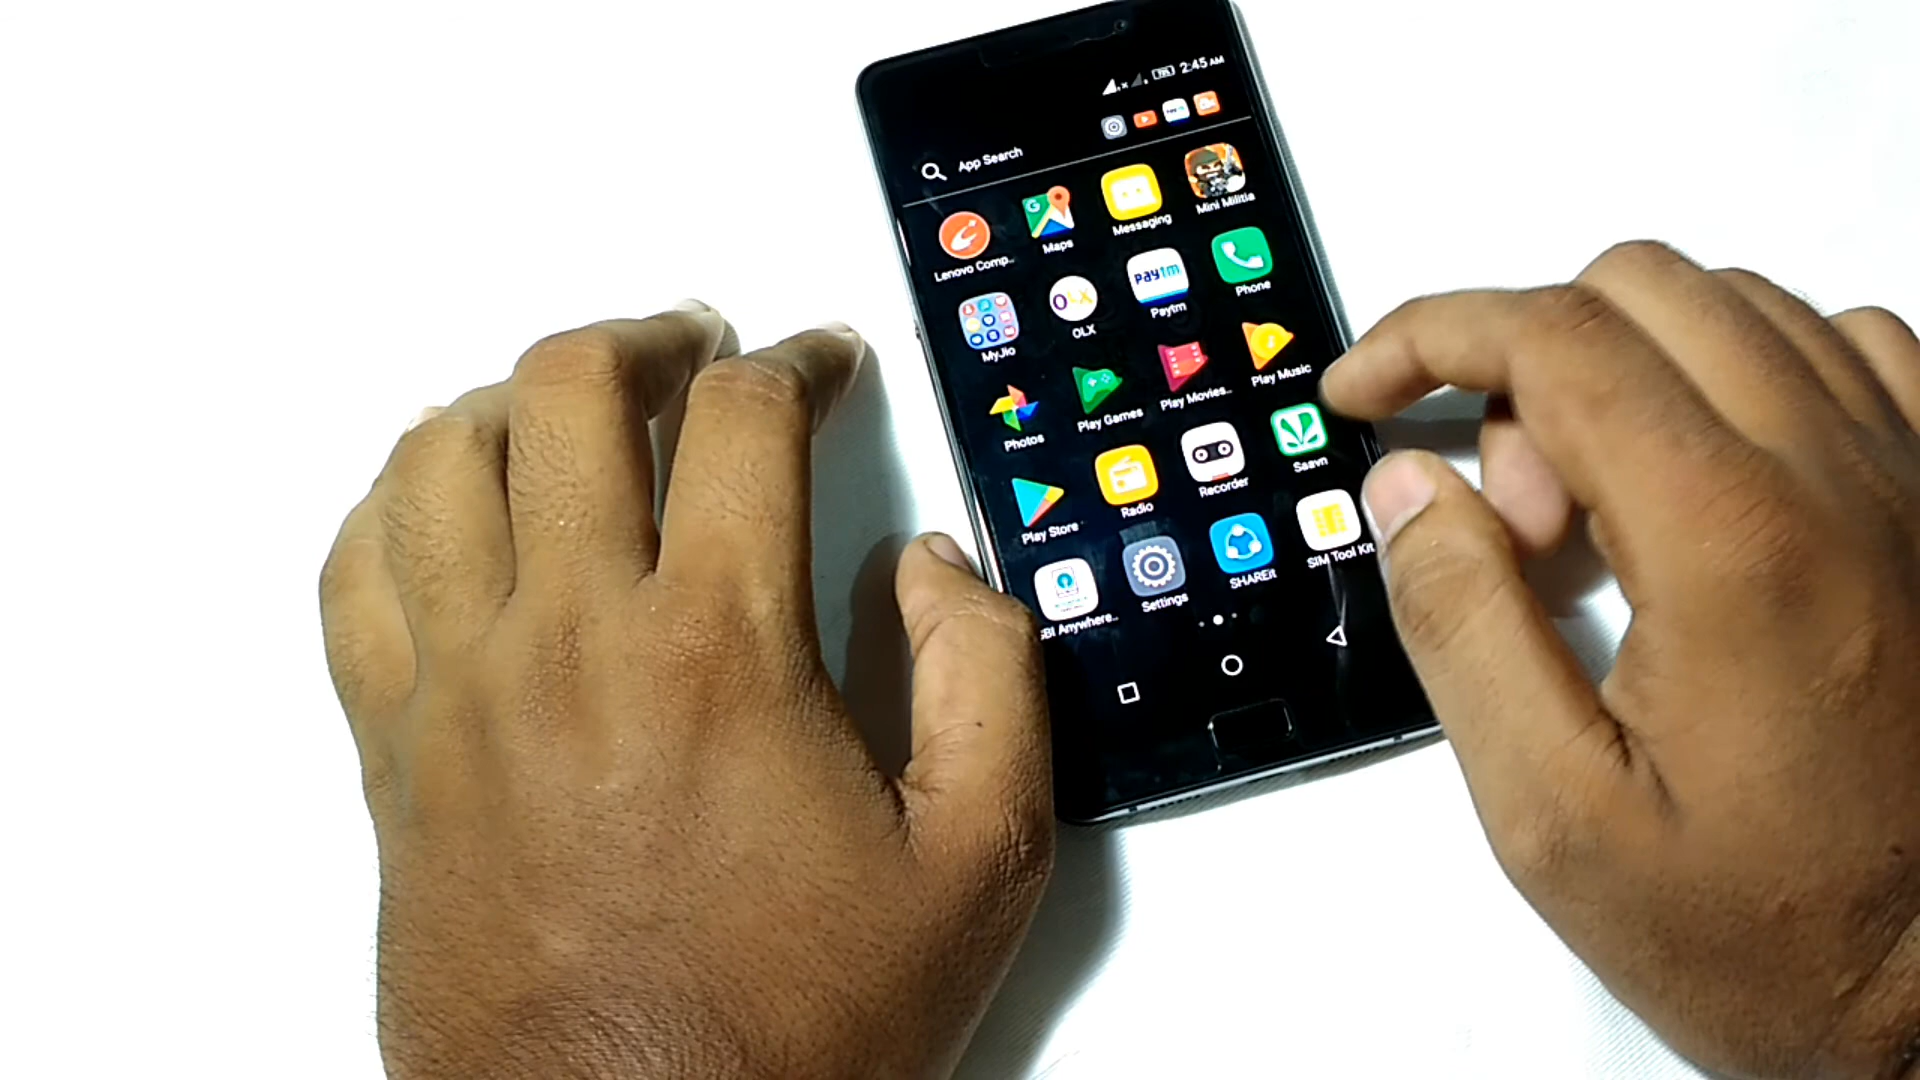 2:45 AM
App Search
Lenovo Comp..
Maps
Messaging
Mini Militia
MyJio
OLX
OLX
Paytm
Paytm
Phone
Photos
Play Games
Play Movies..
Play Music
Play Store
Radio
Recorder
Saavn
SBI Anywhere..
Settings
SHAREit
SIM Tool Kit